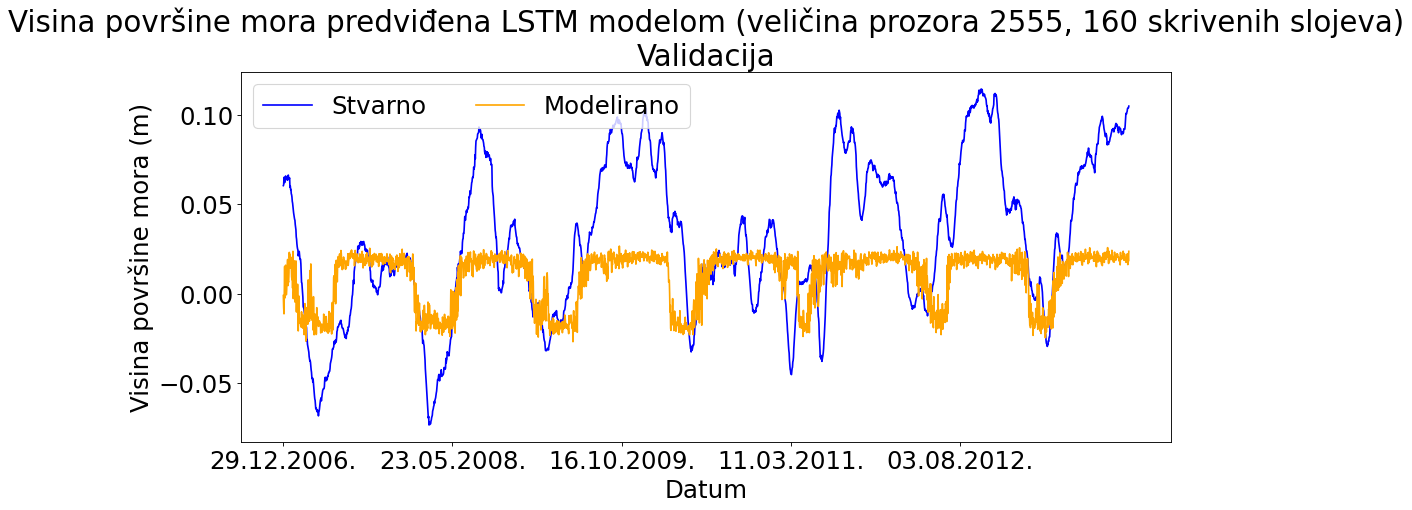 Visina površine mora predviđena LSTM modelom (veličina prozora 2555, 160 skrivenih slojeva)
Validacija
Stvarno
Modelirano
Visina površine mora (m)
0.10
0.05
0.00
−0.05
29.12.2006.
23.05.2008.
16.10.2009.
11.03.2011.
03.08.2012.
Datum